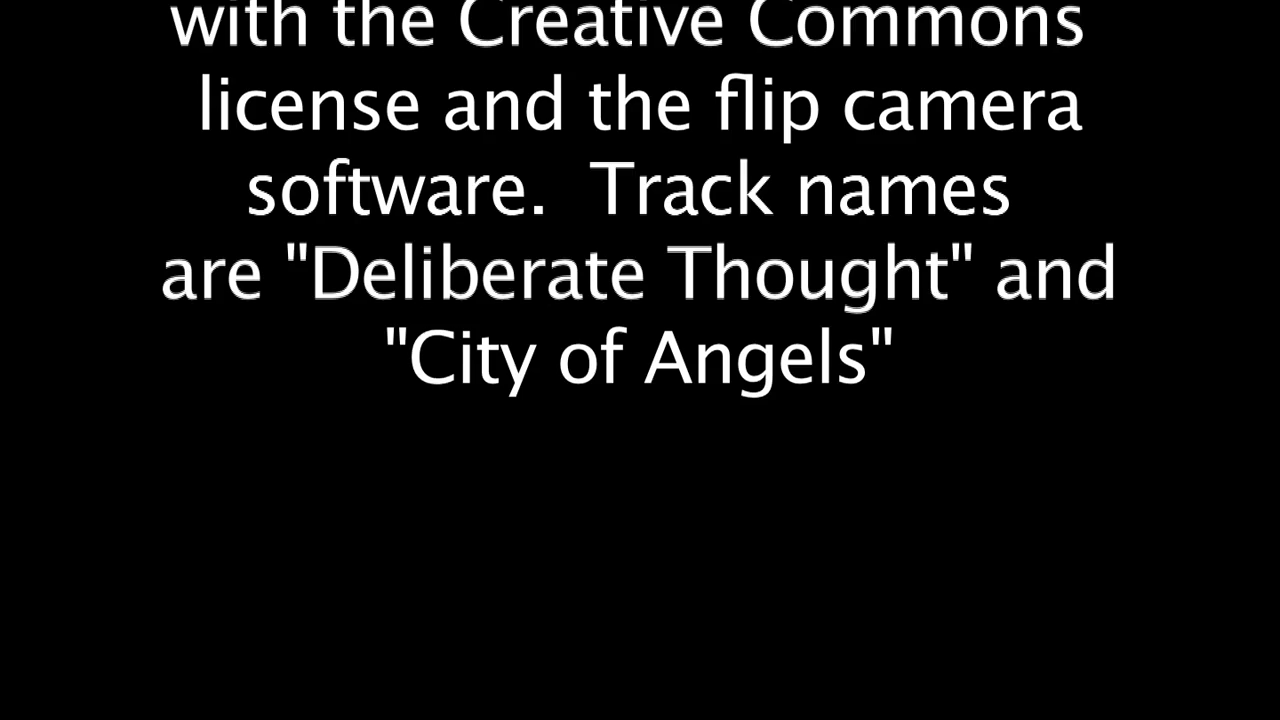 with the Creative Commons
license and the flip camera
software.  Track names
are "Deliberate Thought" and
"City of Angels"